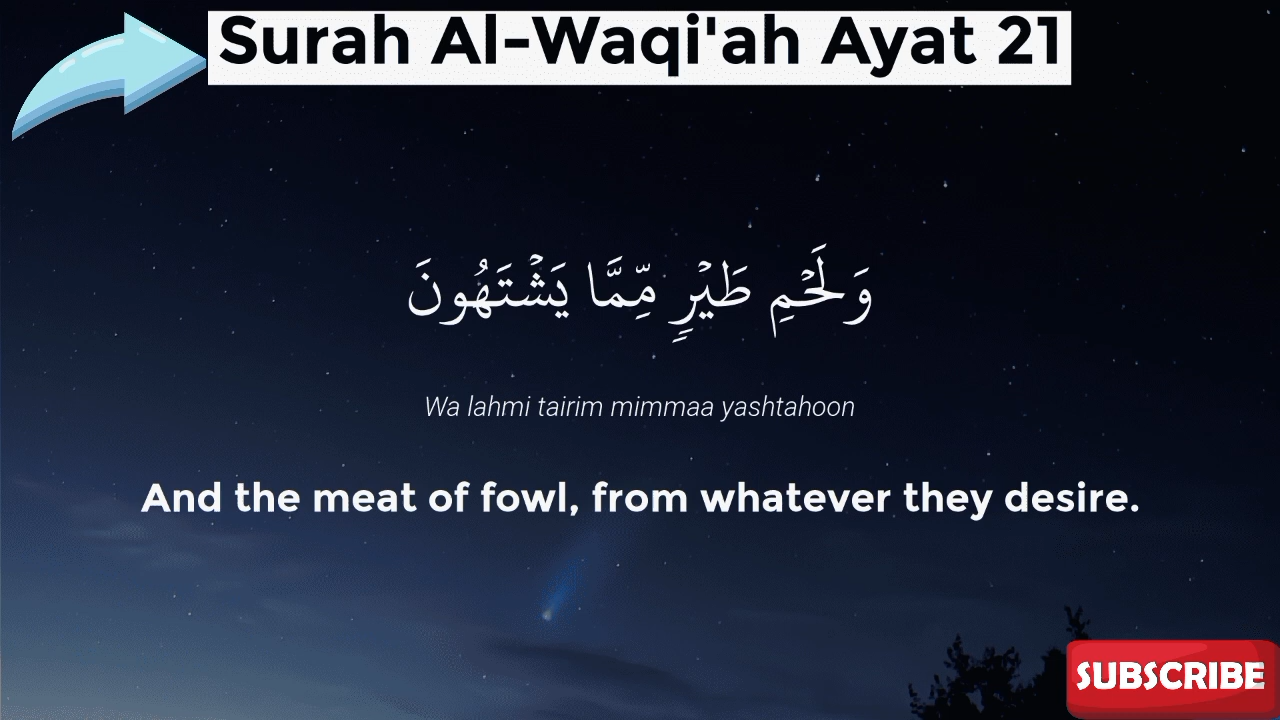 Surah Al-Waqi'ah Ayat 21
وَلَحْمِ طَيْرٍ مِّمَّا يَشْتَهُونَ
Wa lahmi tairim mimmaa yashtahoon
And the meat of fowl, from whatever they desire.
SUBSCRIBE